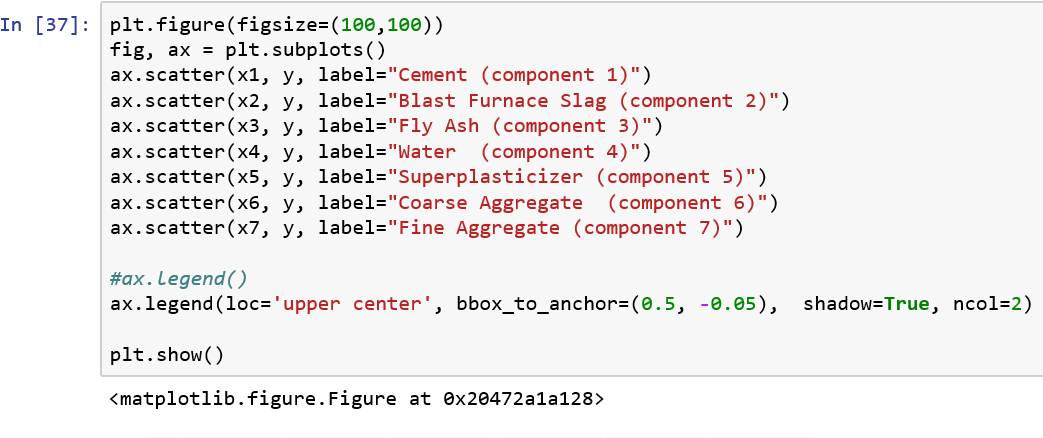 In [37]: plt.figure(figsize=(100,100))
fig, ax = plt.subplots()
ax.scatter(x1, y, label="Cement (component 1)")
ax.scatter(x2, y, label="Blast Furnace Slag (component 2)")
ax.scatter(x3, y, label="Fly Ash (component 3)")
ax.scatter(x4, y, label="Water  (component 4)")
ax.scatter(x5, y, label="Superplasticizer (component 5)")
ax.scatter(x6, y, label="Coarse Aggregate  (component 6)")
ax.scatter(x7, y, label="Fine Aggregate (component 7)")
#ax.legend()
ax.legend(loc='upper center', bbox_to_anchor=(0.5, -0.05),  shadow=True, ncol=2)
plt.show()
<matplotlib.figure.Figure at 0x20472a1a128>